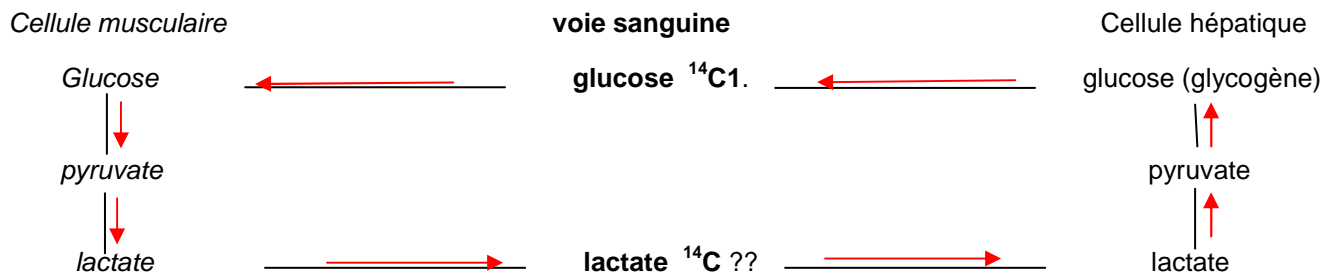 Cellule musculaire voie sanguine Cellule hépatique
Glucose glucose ¹⁴C1. glucose (glycogène)
pyruvate pyruvate
lactate lactate ¹⁴C ?? lactate